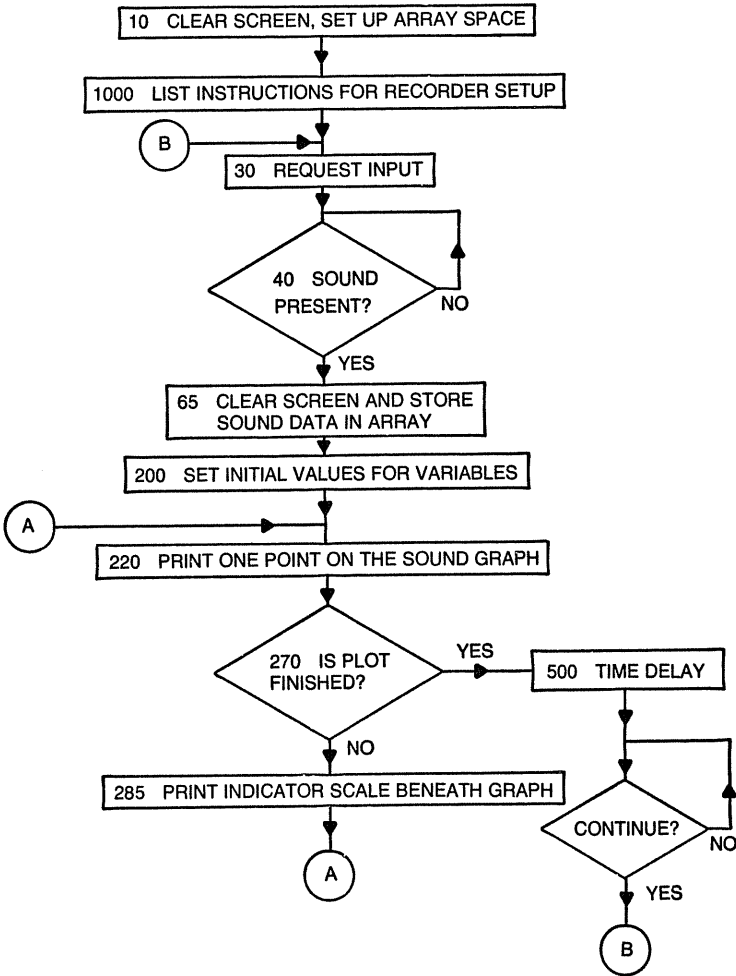 10 CLEAR SCREEN, SET UP ARRAY SPACE
1000 LIST INSTRUCTIONS FOR RECORDER SETUP
B
30 REQUEST INPUT
40 SOUND
PRESENT?
NO
YES
65 CLEAR SCREEN AND STORE
SOUND DATA IN ARRAY
200 SET INITIAL VALUES FOR VARIABLES
A
220 PRINT ONE POINT ON THE SOUND GRAPH
270 IS PLOT
FINISHED?
YES
500 TIME DELAY
NO
285 PRINT INDICATOR SCALE BENEATH GRAPH
CONTINUE?
NO
A
YES
B